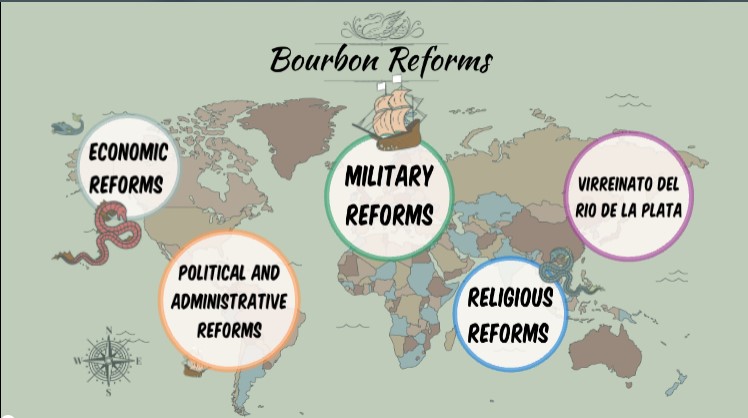 Bourbon Reforms
ECONOMIC
REFORMS
MILITARY
REFORMS
VIRREINATO DEL
RIO DE LA PLATA
POLITICAL AND
ADMINISTRATIVE
REFORMS
RELIGIOUS
REFORMS
N
W E
S